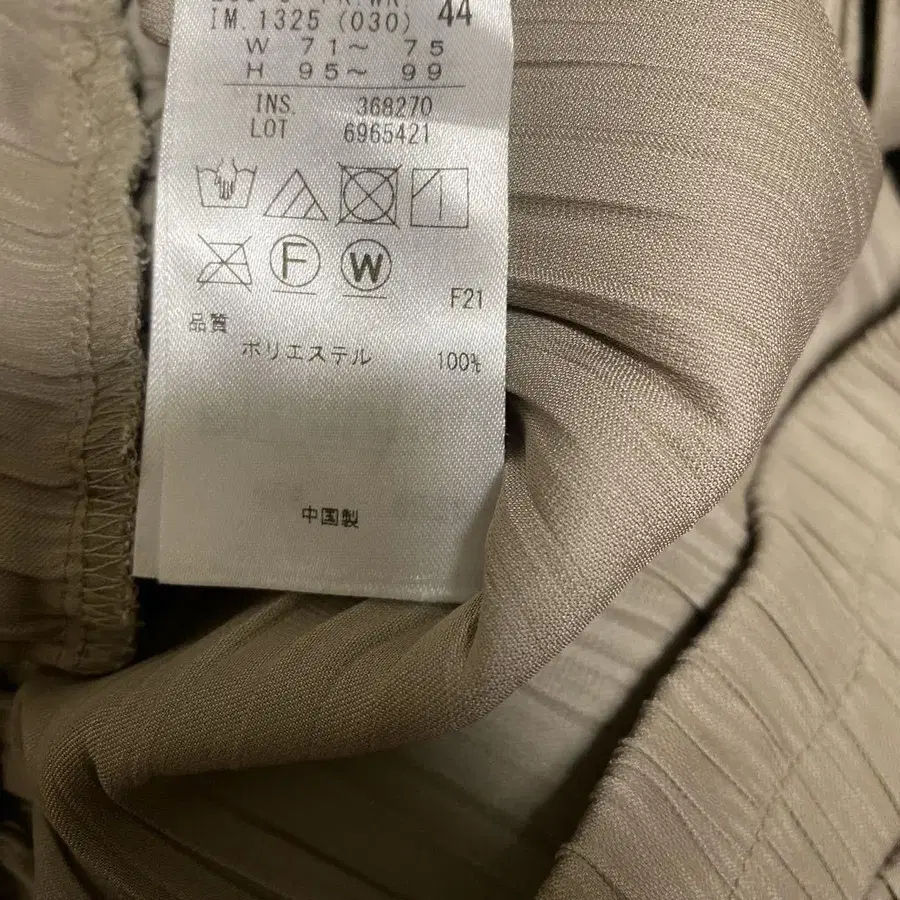 IM.1325 (030) 44
W 71～ 75
H 95～ 99
INS. 368270
LOT 6965421
F
W
F21
品質
ポリエステル 100%
中国製